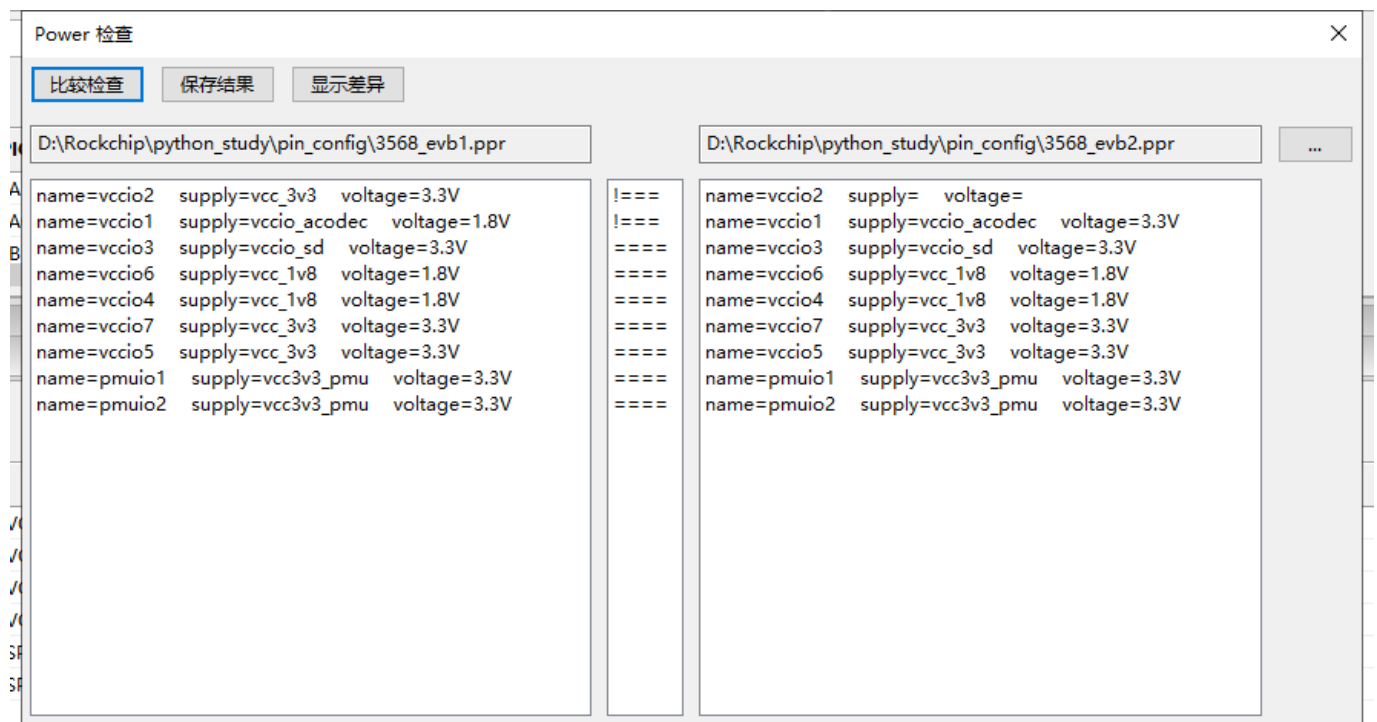 Power 检查
比较检查 保存结果 显示差异
D:\Rockchip\python_study\pin_config\3568_evb1.ppr D:\Rockchip\python_study\pin_config\3568_evb2.ppr ...
name=vccio2 supply=vcc_3v3 voltage=3.3V !=== name=vccio2 supply= voltage=
name=vccio1 supply=vccio_acodec voltage=1.8V !=== name=vccio1 supply=vccio_acodec voltage=3.3V
name=vccio3 supply=vccio_sd voltage=3.3V ==== name=vccio3 supply=vccio_sd voltage=3.3V
name=vccio6 supply=vcc_1v8 voltage=1.8V ==== name=vccio6 supply=vcc_1v8 voltage=1.8V
name=vccio4 supply=vcc_1v8 voltage=1.8V ==== name=vccio4 supply=vcc_1v8 voltage=1.8V
name=vccio7 supply=vcc_3v3 voltage=3.3V ==== name=vccio7 supply=vcc_3v3 voltage=3.3V
name=vccio5 supply=vcc_3v3 voltage=3.3V ==== name=vccio5 supply=vcc_3v3 voltage=3.3V
name=pmuio1 supply=vcc3v3_pmu voltage=3.3V ==== name=pmuio1 supply=vcc3v3_pmu voltage=3.3V
name=pmuio2 supply=vcc3v3_pmu voltage=3.3V ==== name=pmuio2 supply=vcc3v3_pmu voltage=3.3V